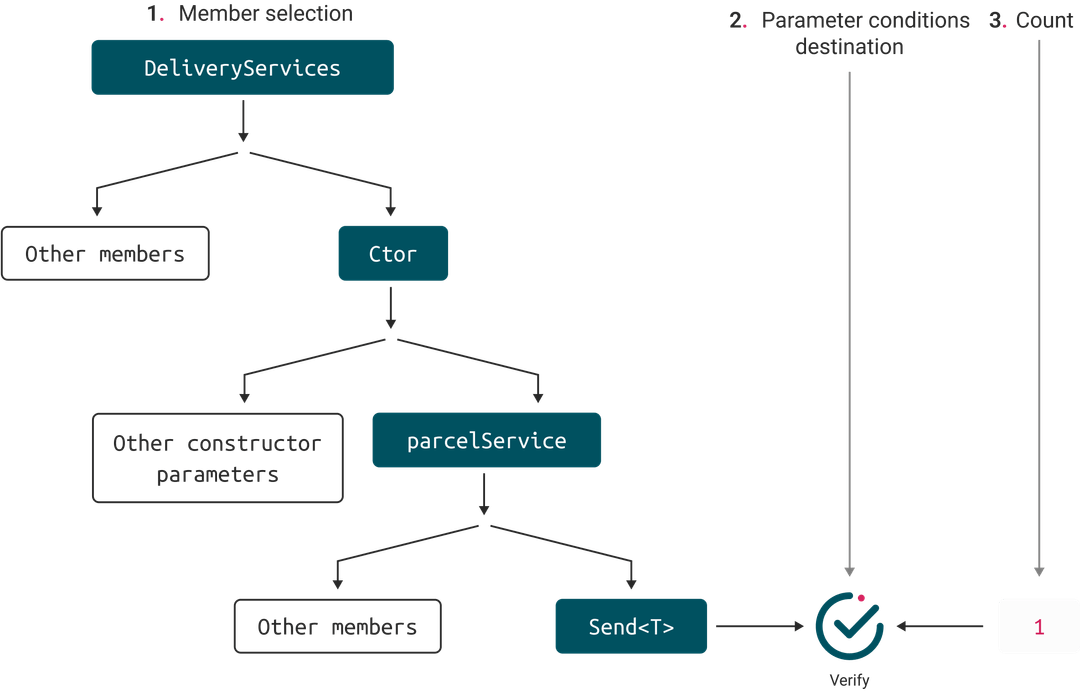 1. Member selection
2. Parameter conditions
destination
3. Count
DeliveryServices
Other members
Ctor
Other constructor
parameters
parcelService
Other members
Send<T>
1
Verify